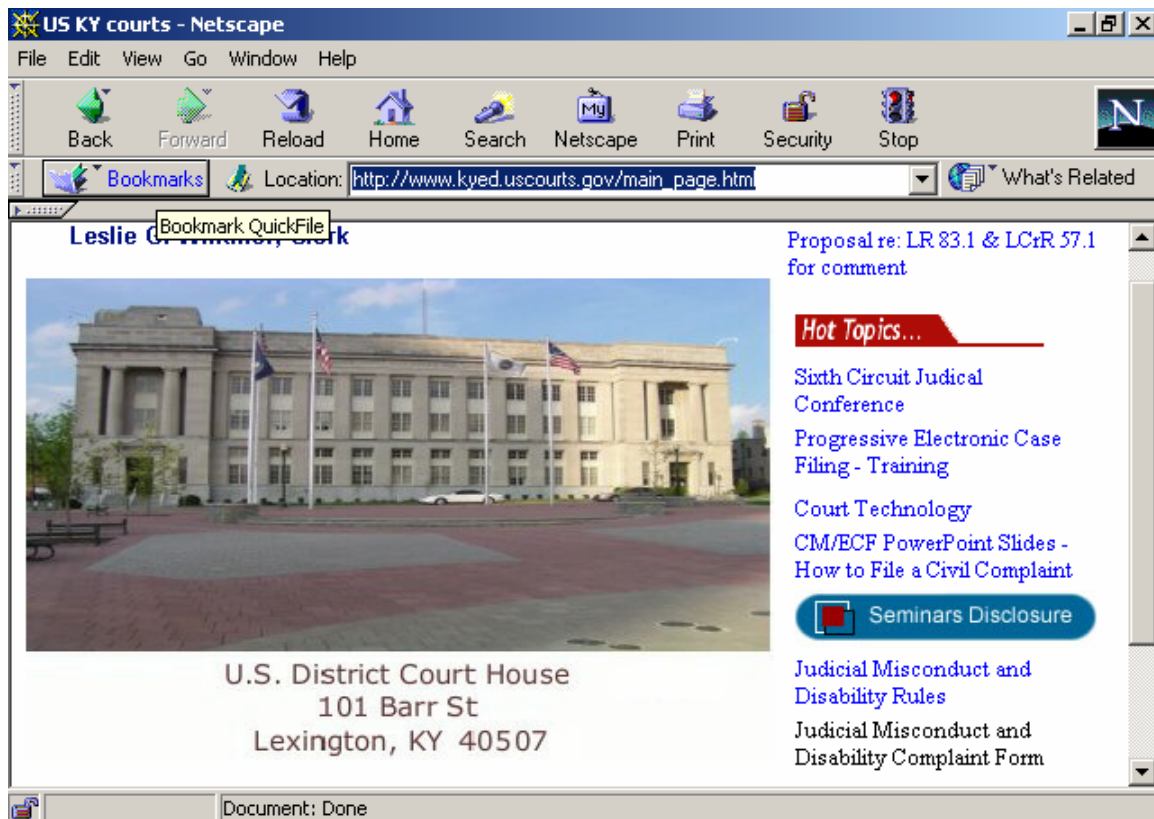 US KY courts - Netscape
File Edit View Go Window Help
My
N
Back Forward Reload Home Search Netscape Print Security Stop
Bookmarks Location: http://www.kyed.uscourts.gov/main_page.html What's Related
Bookmark QuickFile
Leslie G. Clerk
Proposal re: LR 83.1 & LCrR 57.1
for comment
Hot Topics...
Sixth Circuit Judical
Conference
Progressive Electronic Case
Filing - Training
Court Technology
CM/ECF PowerPoint Slides -
How to File a Civil Complaint
Seminars Disclosure
Judicial Misconduct and
Disability Rules
Judicial Misconduct and
Disability Complaint Form
U.S. District Court House
101 Barr St
Lexington, KY 40507
Document: Done